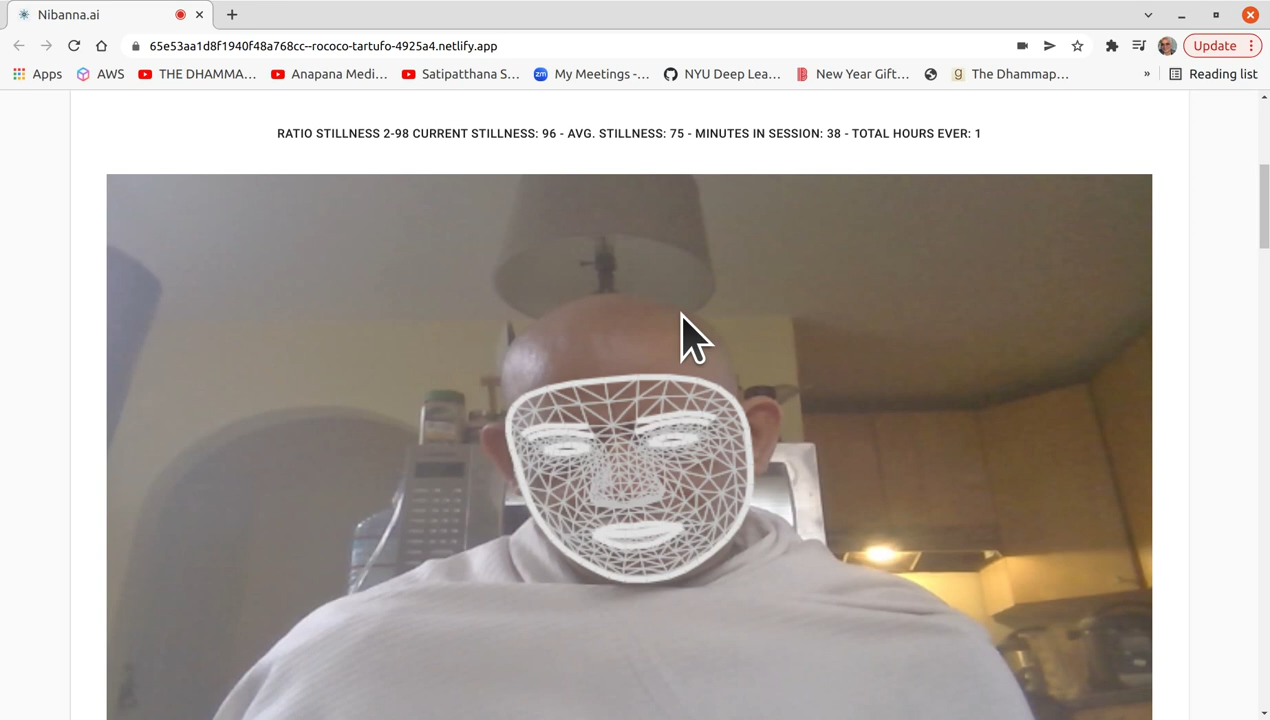 Nibanna.ai
65e53aa1d8f1940f48a768cc--rococo-tartufo-4925a4.netlify.app
Update
Apps AWS THE DHAMMA... Anapana Medi... Satipatthana S... zm My Meetings -... NYU Deep Lea... B New Year Gift... g The Dhammap... » Reading list
RATIO STILLNESS 2-98 CURRENT STILLNESS: 96 - AVG. STILLNESS: 75 - MINUTES IN SESSION: 38 - TOTAL HOURS EVER: 1